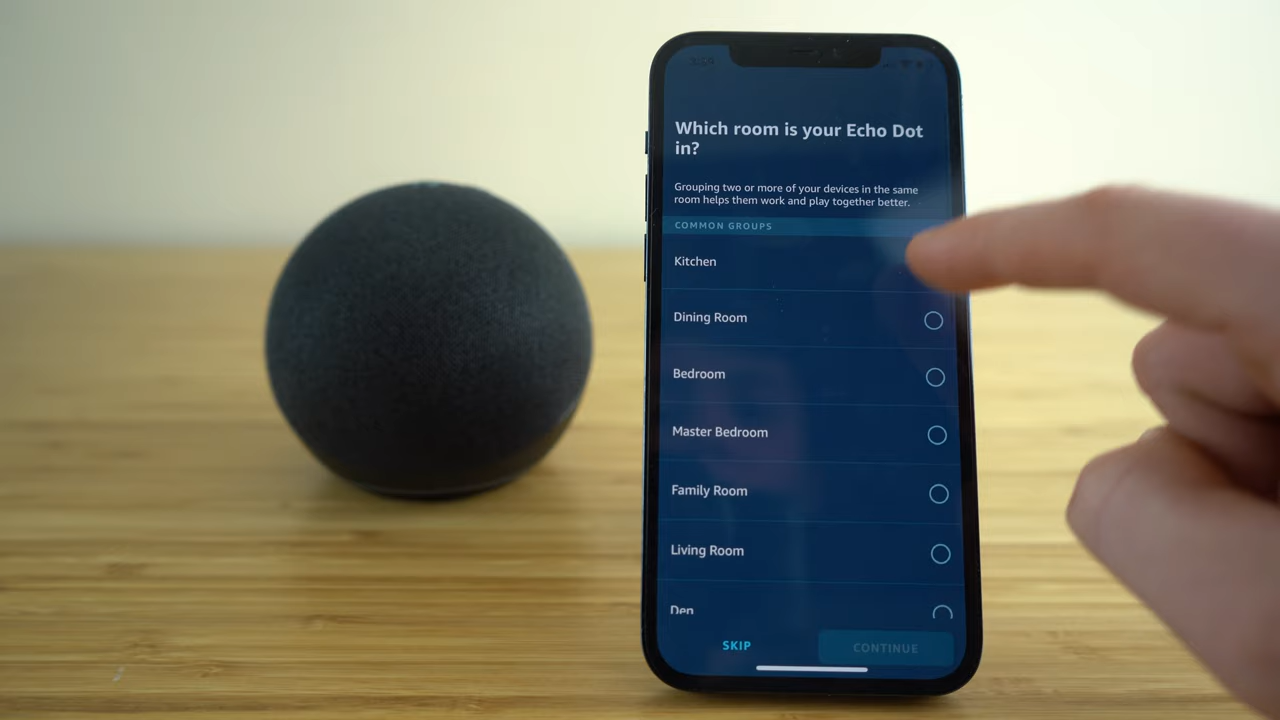 3:59
Which room is your Echo Dot
in?
Grouping two or more of your devices in the same
room helps them work and play together better.
COMMON GROUPS
Kitchen
Dining Room
Bedroom
Master Bedroom
Family Room
Living Room
Den
SKIP
CONTINUE